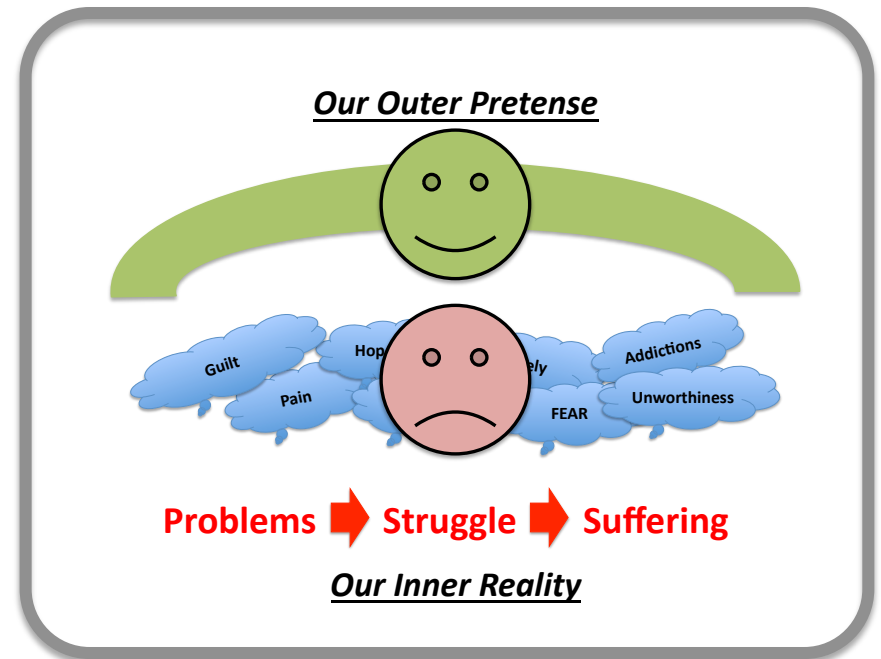 Our Outer Pretense
Guilt
Pain
FEAR
Addictions
Unworthiness
Problems Struggle Suffering
Our Inner Reality